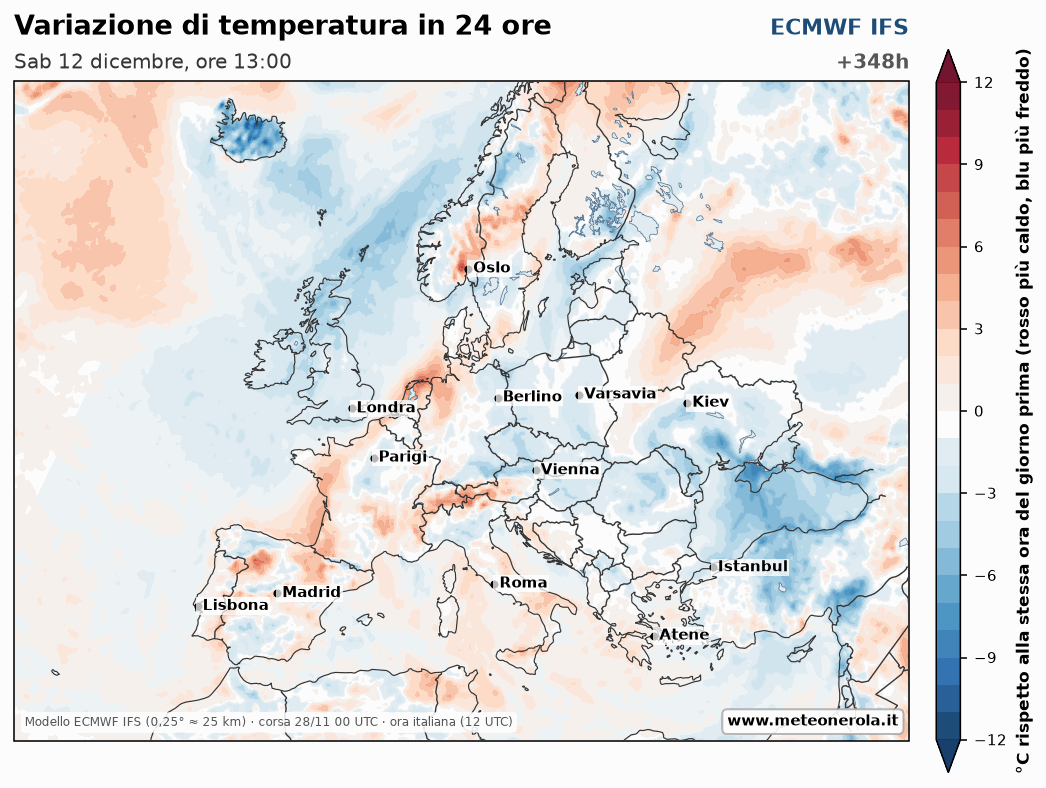 Variazione di temperatura in 24 ore
ECMWF IFS
Sab 12 dicembre, ore 13:00
+348h
Oslo
Berlino
Varsavia
Kiev
Londra
Parigi
Vienna
Istanbul
Roma
Madrid
Lisbona
Atene
Modello ECMWF IFS (0,25° ≈ 25 km) · corsa 28/11 00 UTC · ora italiana (12 UTC)
www.meteonerola.it
12
9
6
3
0
−3
−6
−9
−12
°C rispetto alla stessa ora del giorno prima (rosso più caldo, blu più freddo)